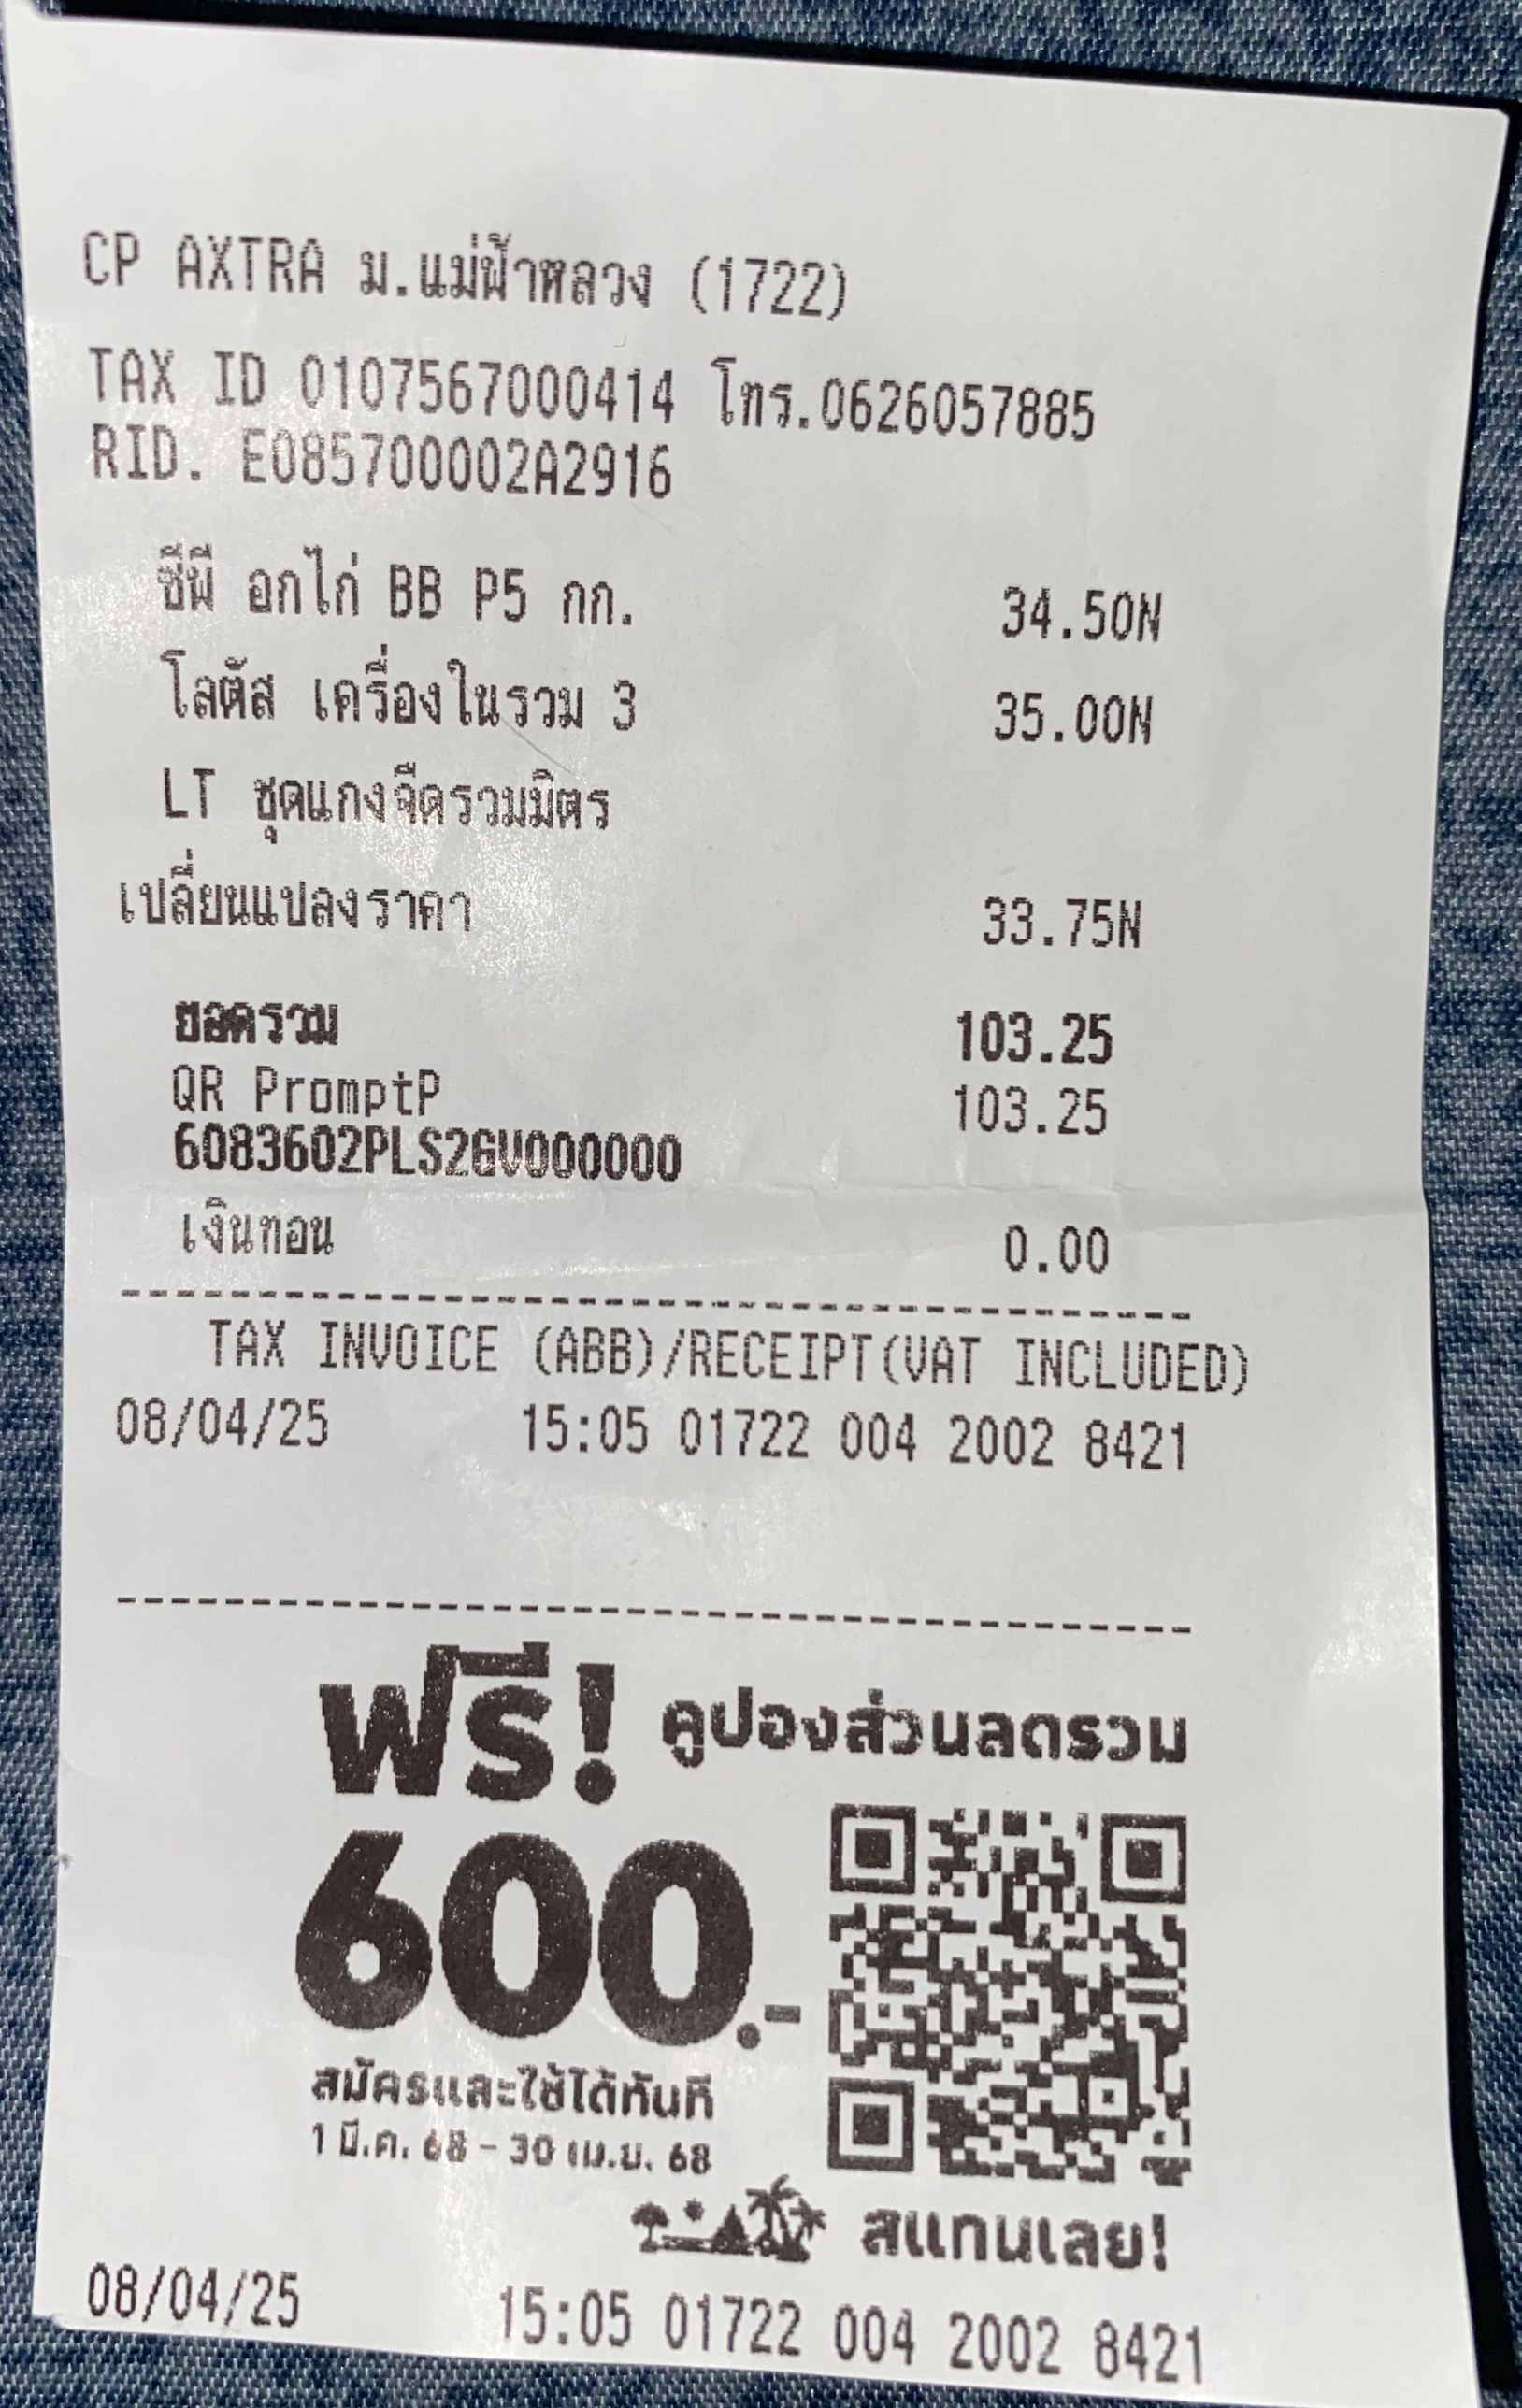 CP AXTRA ม.แม่ฟ้าหลวง (1722)
TAX ID 0107567000414 โทร.0626057885
RID. E085700002A2916
ซีพี อกไก่ BB P5 กก. 34.50N
โลตัส เครื่องในรวม 3 35.00N
LT ชุดแกงจืดรวมมิตร
เปลี่ยนแปลงราคา 33.75N
ยอดรวม 103.25
QR PromptP 103.25
6083602PLS2GV000000
เงินทอน 0.00
TAX INVOICE (ABB)/RECEIPT(VAT INCLUDED)
08/04/25 15:05 01722 004 2002 8421
ฟรี! คูปองส่วนลดรวม
600.-
สมัครและใช้ได้ทันที
1 มี.ค. 68 - 30 เม.ย. 68
สแกนเลย!
08/04/25 15:05 01722 004 2002 8421